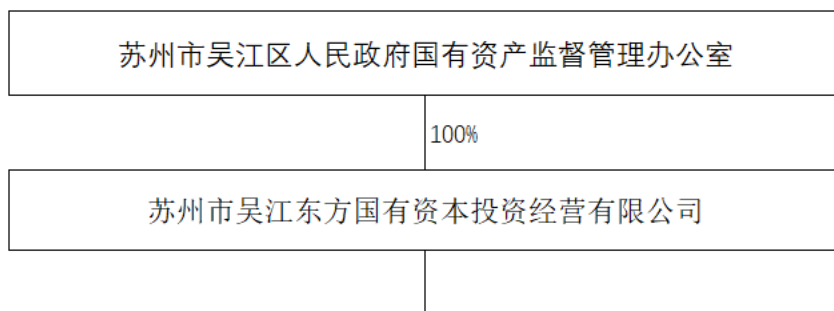 苏州市吴江区人民政府国有资产监督管理办公室
100%
苏州市吴江东方国有资本投资经营有限公司